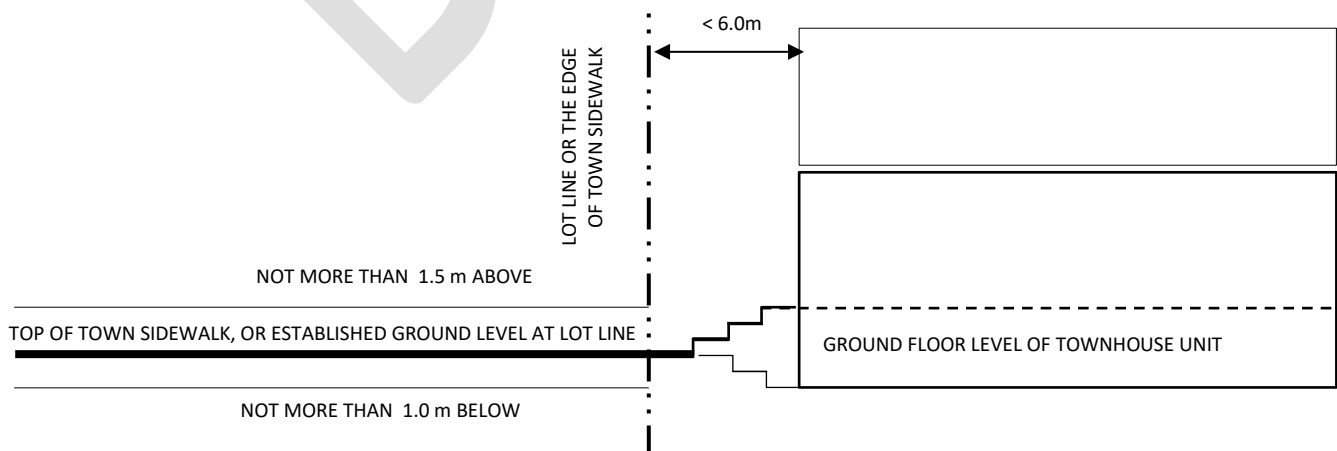 < 6.0m
LOT LINE OR THE EDGE
OF TOWN SIDEWALK
NOT MORE THAN 1.5 m ABOVE
TOP OF TOWN SIDEWALK, OR ESTABLISHED GROUND LEVEL AT LOT LINE
GROUND FLOOR LEVEL OF TOWNHOUSE UNIT
NOT MORE THAN 1.0 m BELOW